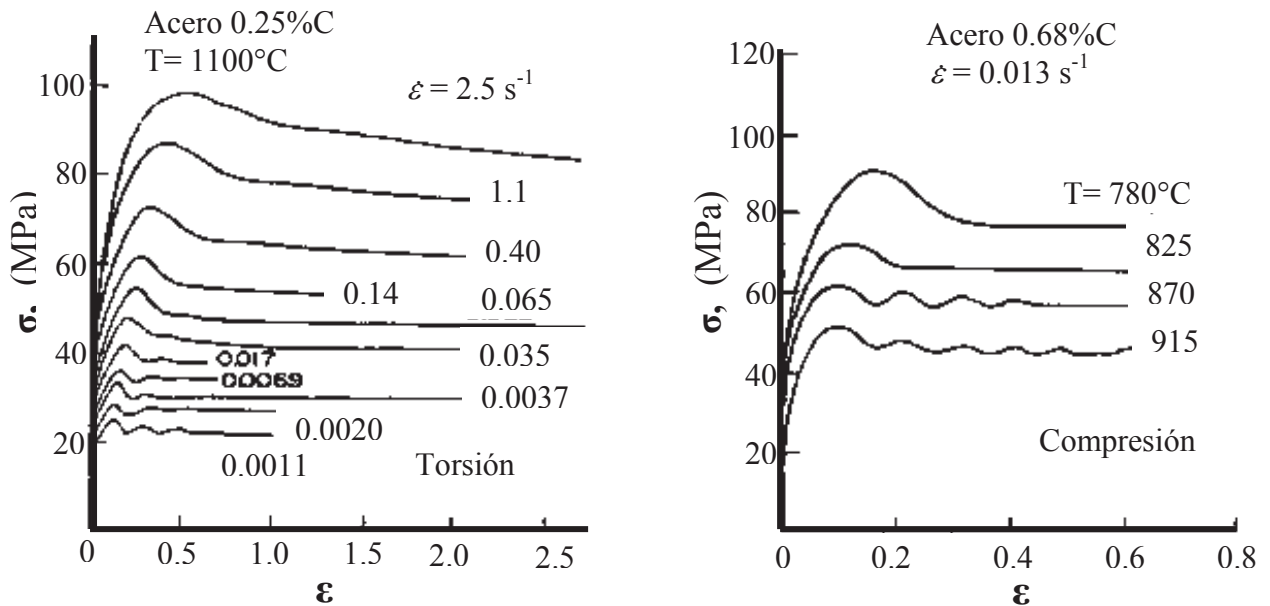 Acero 0.25%C
T= 1100°C
ε̇ = 2.5 s⁻¹
100
80
60
40
20
σ, (MPa)
1.1
0.40
0.14
0.065
0.035
0.017
0.0069
0.0037
0.0020
0.0011
Torsión
0 0.5 1.0 1.5 2.0 2.5
ε
Acero 0.68%C
ε̇ = 0.013 s⁻¹
120
100
80
60
40
20
σ, (MPa)
T= 780°C
825
870
915
Compresión
0 0.2 0.4 0.6 0.8
ε